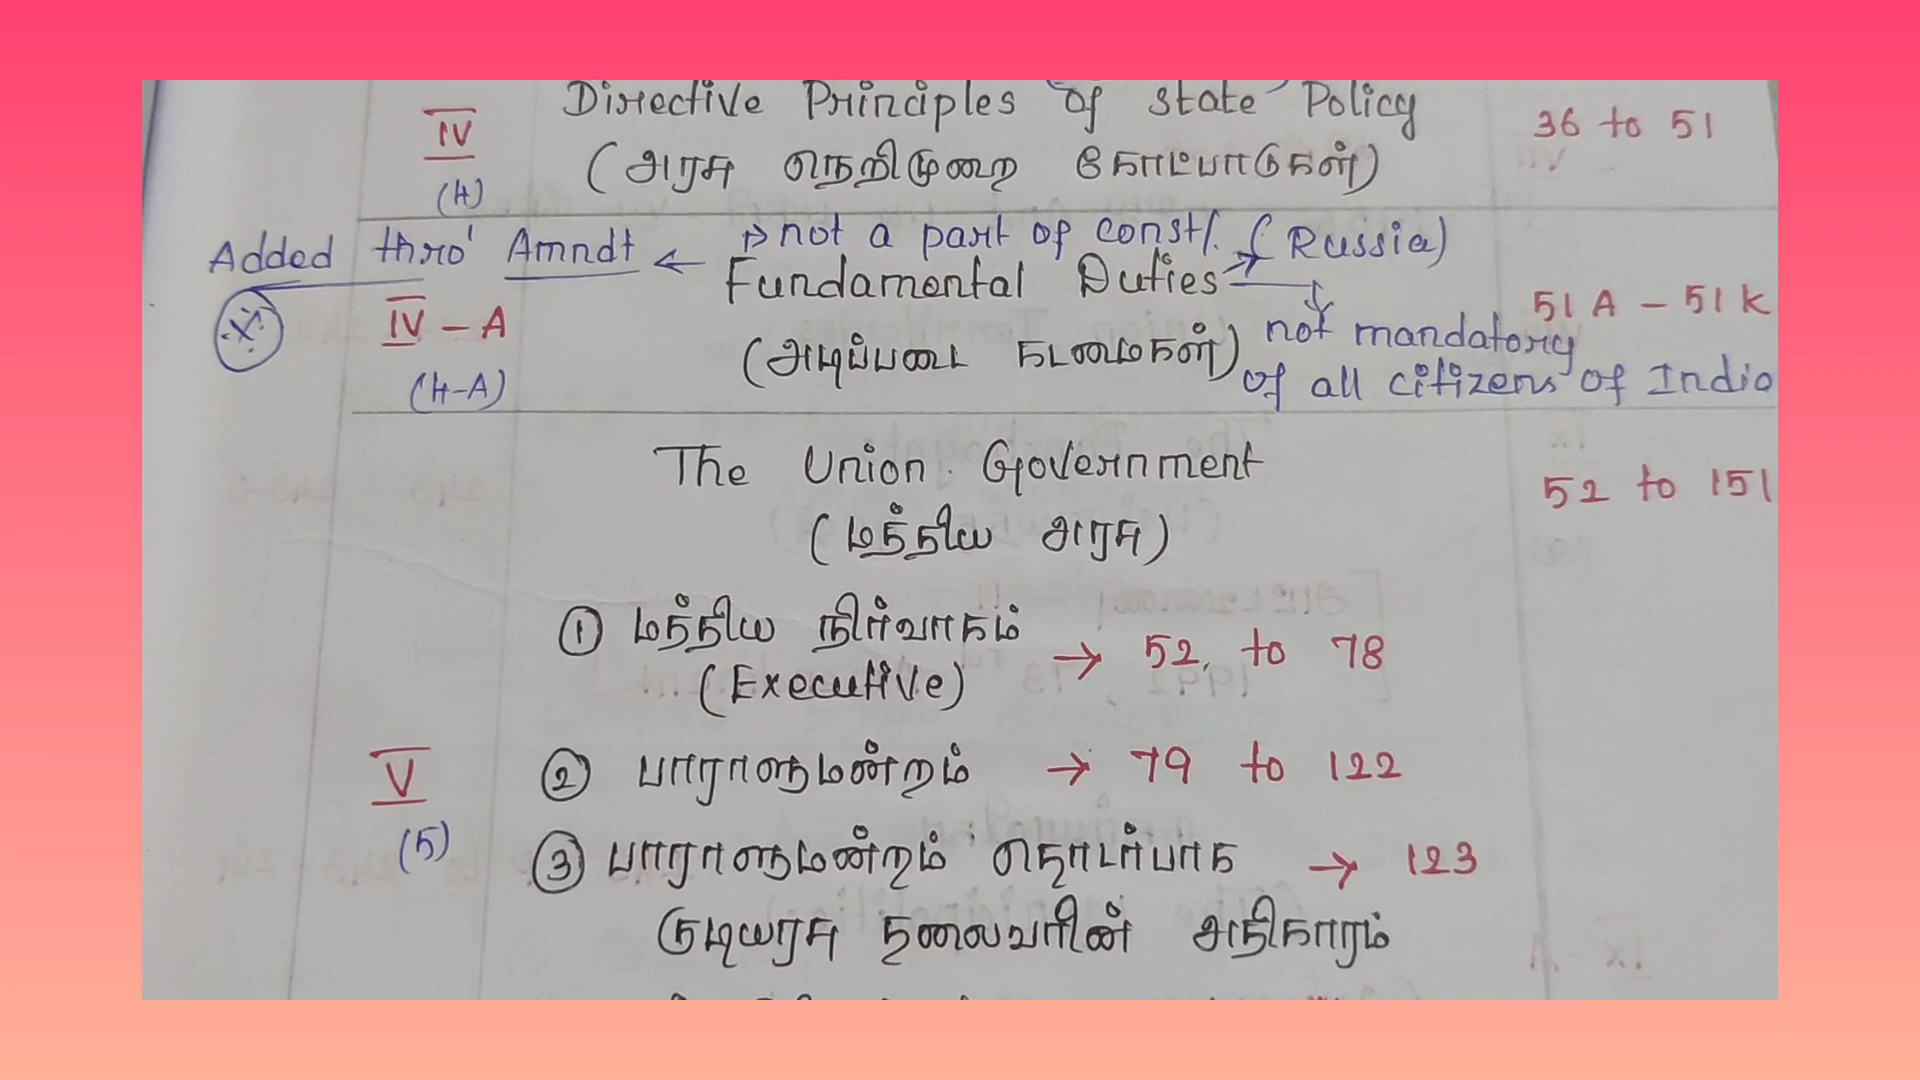 Directive Principles of State Policy
IV
36 to 51
(அரசு நெறிமுறை கோட்பாடுகள்)
(4)
→ not a part of const/. (Russia)
Added thro' Amndt ←
Fundamental Duties
IV - A
51 A - 51 K
not mandatory
(அடிப்படை கடமைகள்)
of all citizens of India
(4-A)
The Union Government
52 to 151
(மத்திய அரசு)
① மத்திய நிர்வாகம்
(Executive) → 52 to 78
V
② பாராளுமன்றம் → 79 to 122
(5)
③ பாராளுமன்றம் தொடர்பாக → 123
குடியரசு தலைவரின் அதிகாரம்